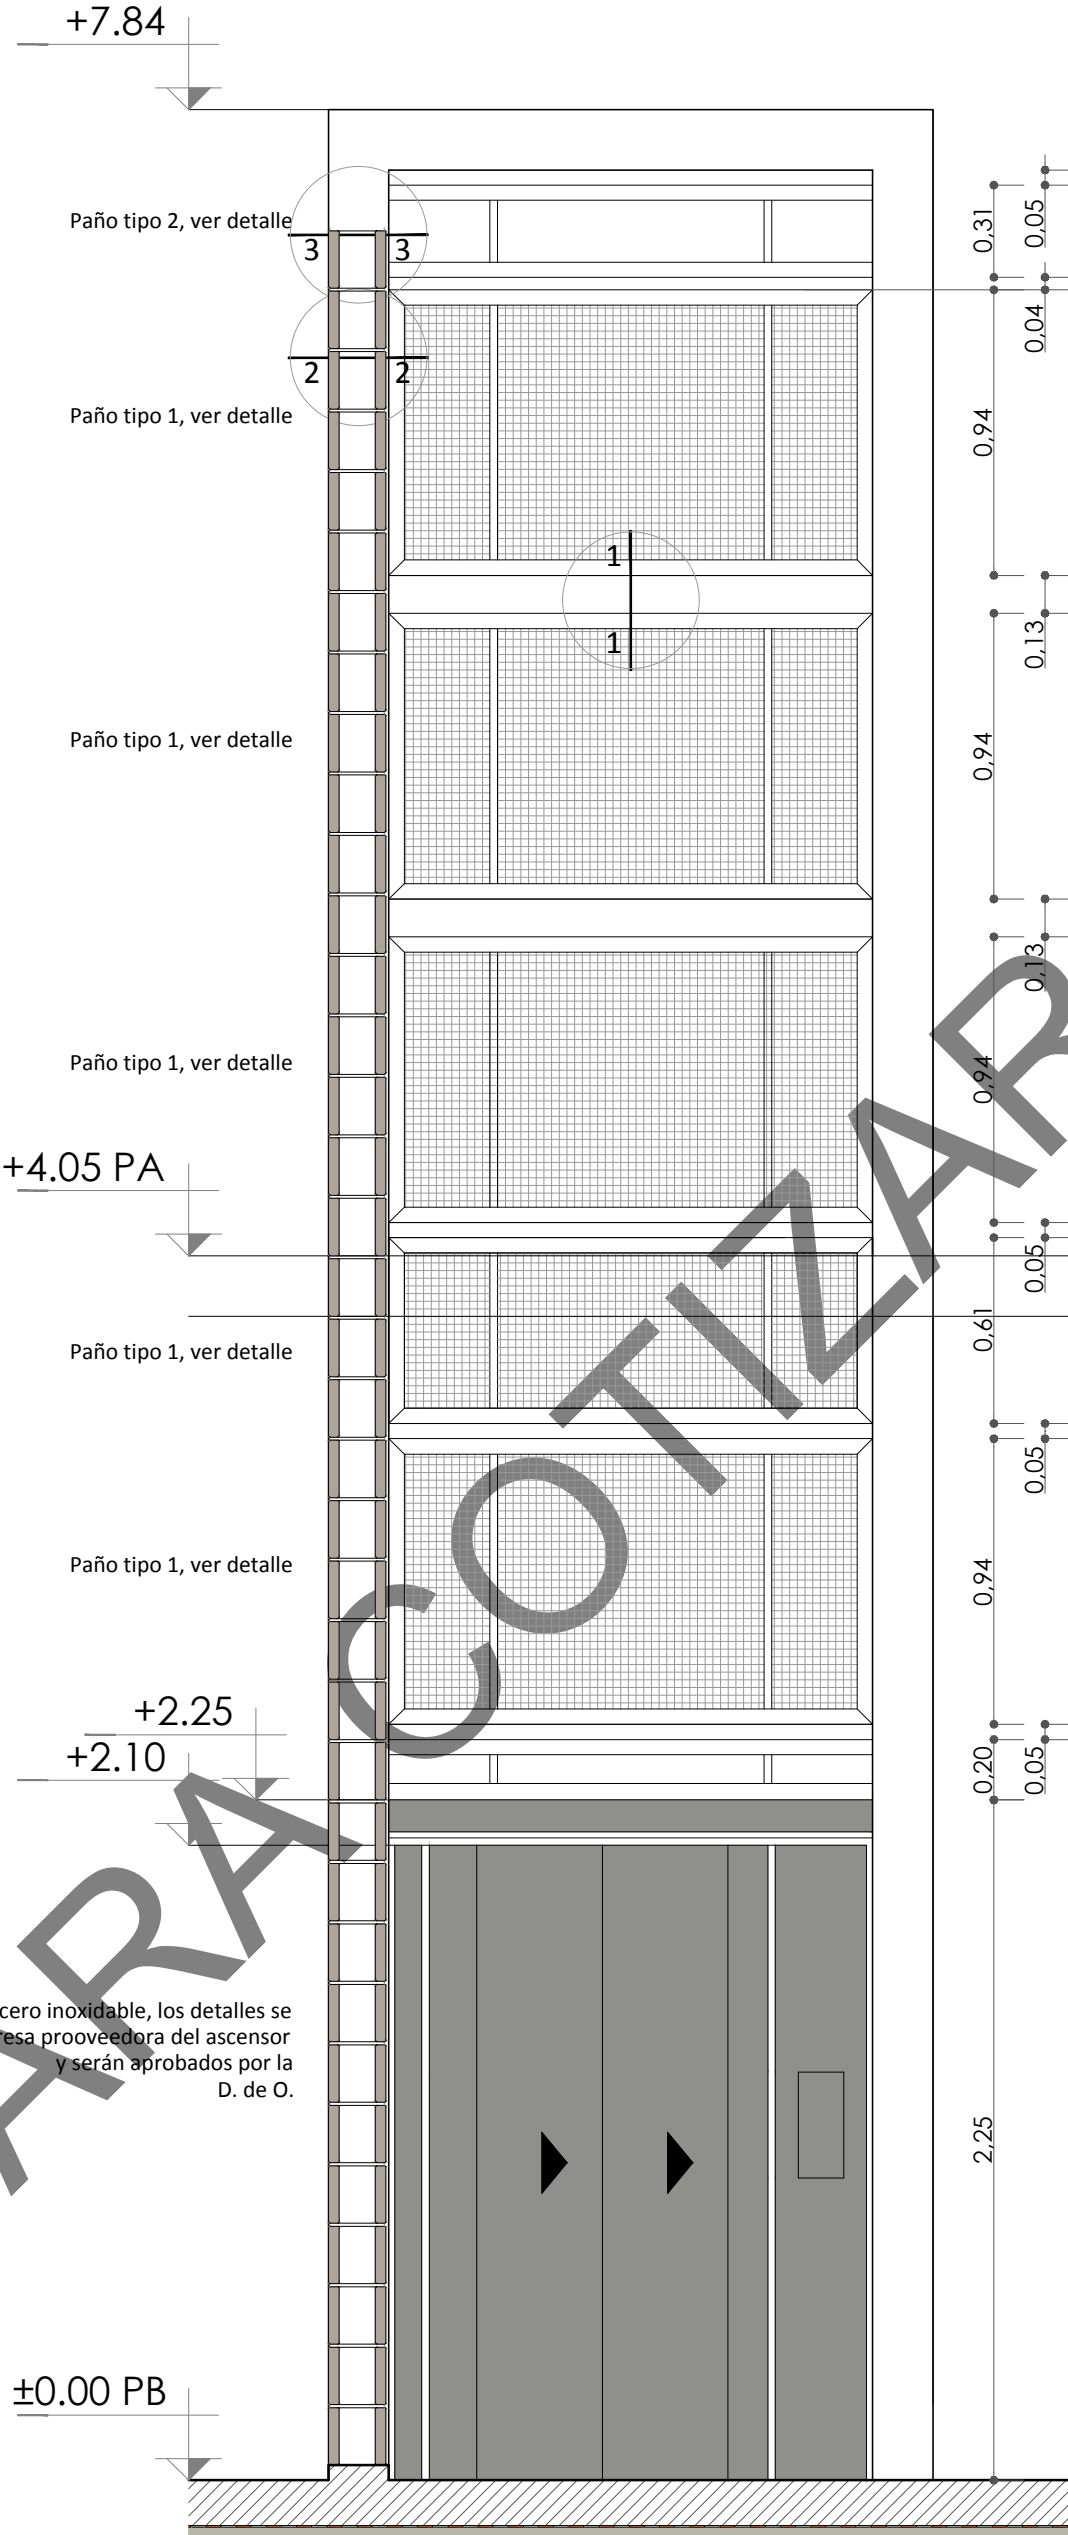 +7.84
Paño tipo 2, ver detalle
3 3
2 2
Paño tipo 1, ver detalle
1
1
Paño tipo 1, ver detalle
Paño tipo 1, ver detalle
+4.05 PA
Paño tipo 1, ver detalle
Paño tipo 1, ver detalle
+2.25
+2.10
cero inoxidable, los detalles se
resa prooveedora del ascensor
y serán aprobados por la
D. de O.
±0.00 PB
0,31
0,05
0,04
0,94
0,13
0,94
0,13
0,94
0,05
0,61
0,05
0,94
0,20
0,05
2,25
ARA COTIZAR